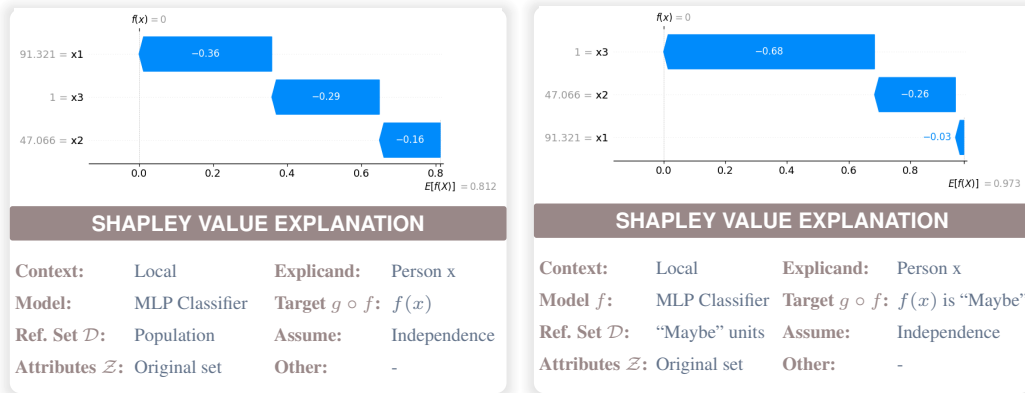 f(x) = 0
91.321 = x1
−0.36
1 = x3
−0.29
47.066 = x2
−0.16
0.0 0.2 0.4 0.6 0.8
E[f(X)] = 0.812
SHAPLEY VALUE EXPLANATION
Context: Local Explicand: Person x
Model: MLP Classifier Target g ∘ f: f(x)
Ref. Set 𝒟: Population Assume: Independence
Attributes 𝒵: Original set Other: -
f(x) = 0
1 = x3
−0.68
47.066 = x2
−0.26
91.321 = x1
−0.03
0.0 0.2 0.4 0.6 0.8
E[f(X)] = 0.973
SHAPLEY VALUE EXPLANATION
Context: Local Explicand: Person x
Model f: MLP Classifier Target g ∘ f: f(x) is “Maybe”
Ref. Set 𝒟: “Maybe” units Assume: Independence
Attributes 𝒵: Original set Other: -